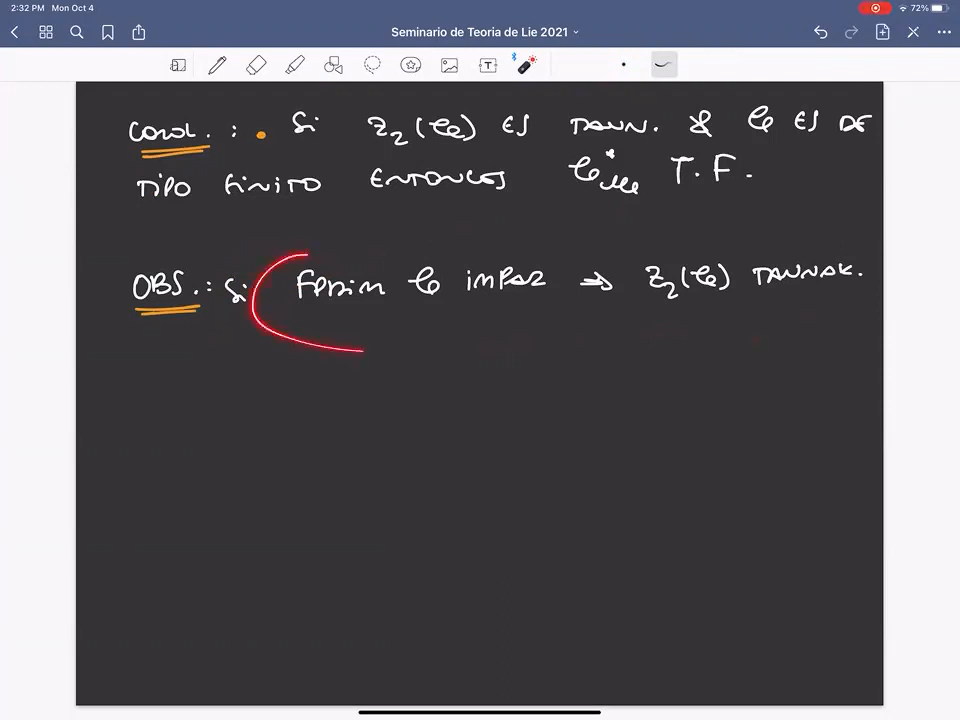 2:32 PM Mon Oct 4
72%
Seminario de Teoria de Lie 2021
T
COROL. : • Si Z₂(𝒞) ES TANN. & 𝒞 ES DE
TIPO FINITO ENTONCES 𝒞*ₘ T.F.
OBS. : Si FPdim 𝒞 IMPAR ⇒ Z₂(𝒞) TANNAK.